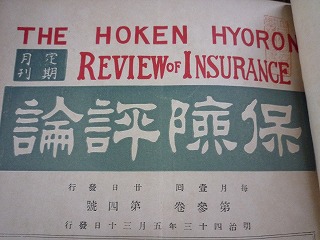 THE HOKEN HYORON
REVIEW OF INSURANCE
定期
月刊
保險評論
每月壹回 廿日發行
第參卷 第四號
明治四十三年五月三十日發行